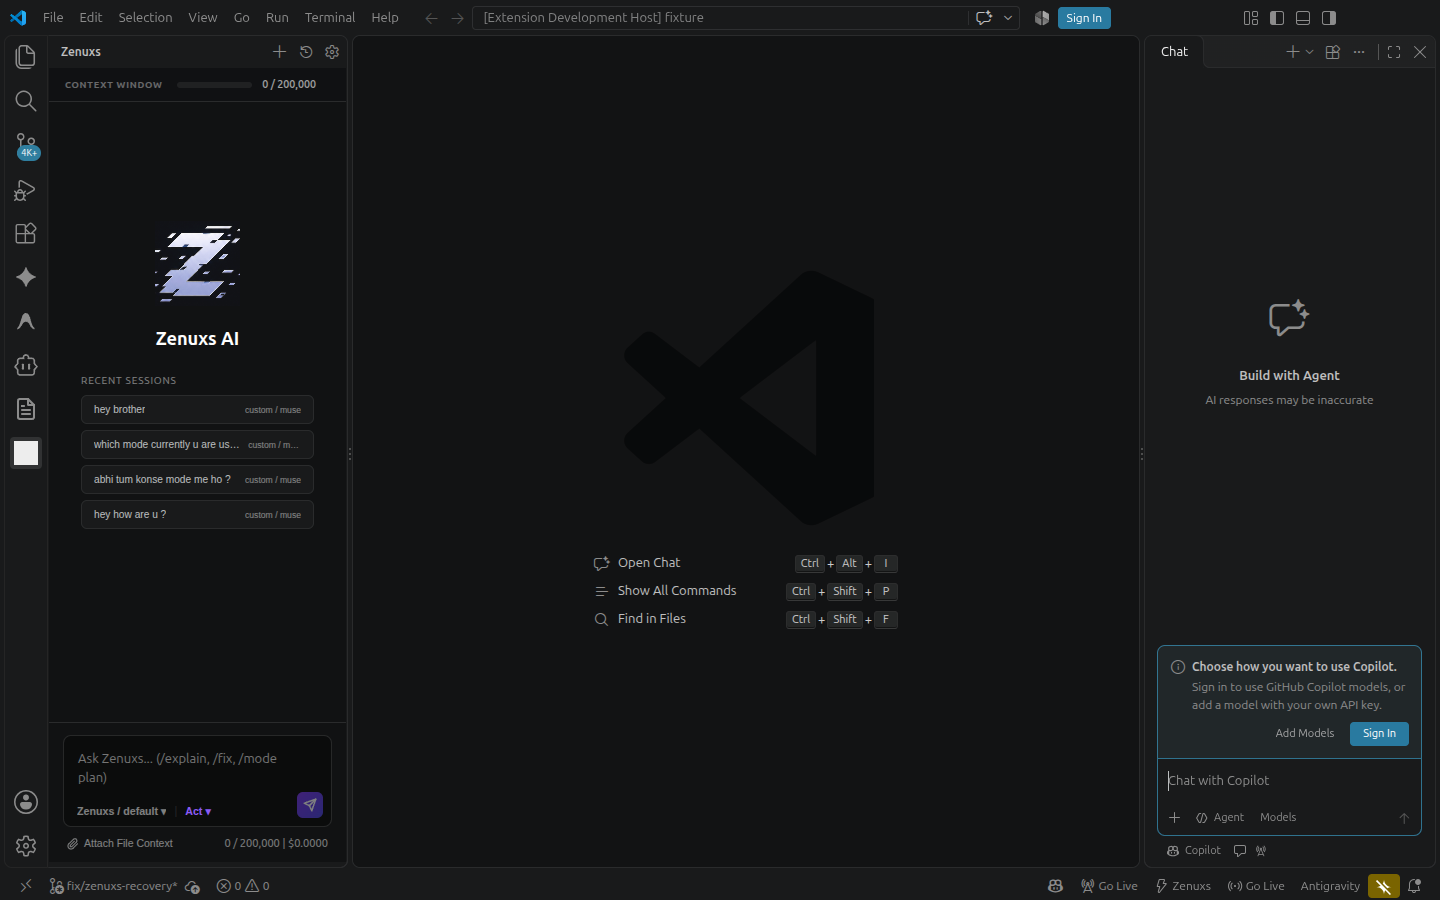 File Edit Selection View Go Run Terminal Help
[Extension Development Host] fixture
Sign In
Zenuxs
CONTEXT WINDOW 0 / 200,000
4K+
Zenuxs AI
RECENT SESSIONS
hey brother custom / muse
which mode currently u are us... custom / m...
abhi tum konse mode me ho ? custom / muse
hey how are u ? custom / muse
Ask Zenuxs... (/explain, /fix, /mode
plan)
Zenuxs / default ▾ | Act ▾
Attach File Context 0 / 200,000 | $0.0000
Open Chat Ctrl + Alt + I
Show All Commands Ctrl + Shift + P
Find in Files Ctrl + Shift + F
Chat
Build with Agent
AI responses may be inaccurate
Choose how you want to use Copilot.
Sign in to use GitHub Copilot models, or
add a model with your own API key.
Add Models Sign In
Chat with Copilot
Agent Models
Copilot
fix/zenuxs-recovery* 0 0
Go Live Zenuxs Go Live Antigravity